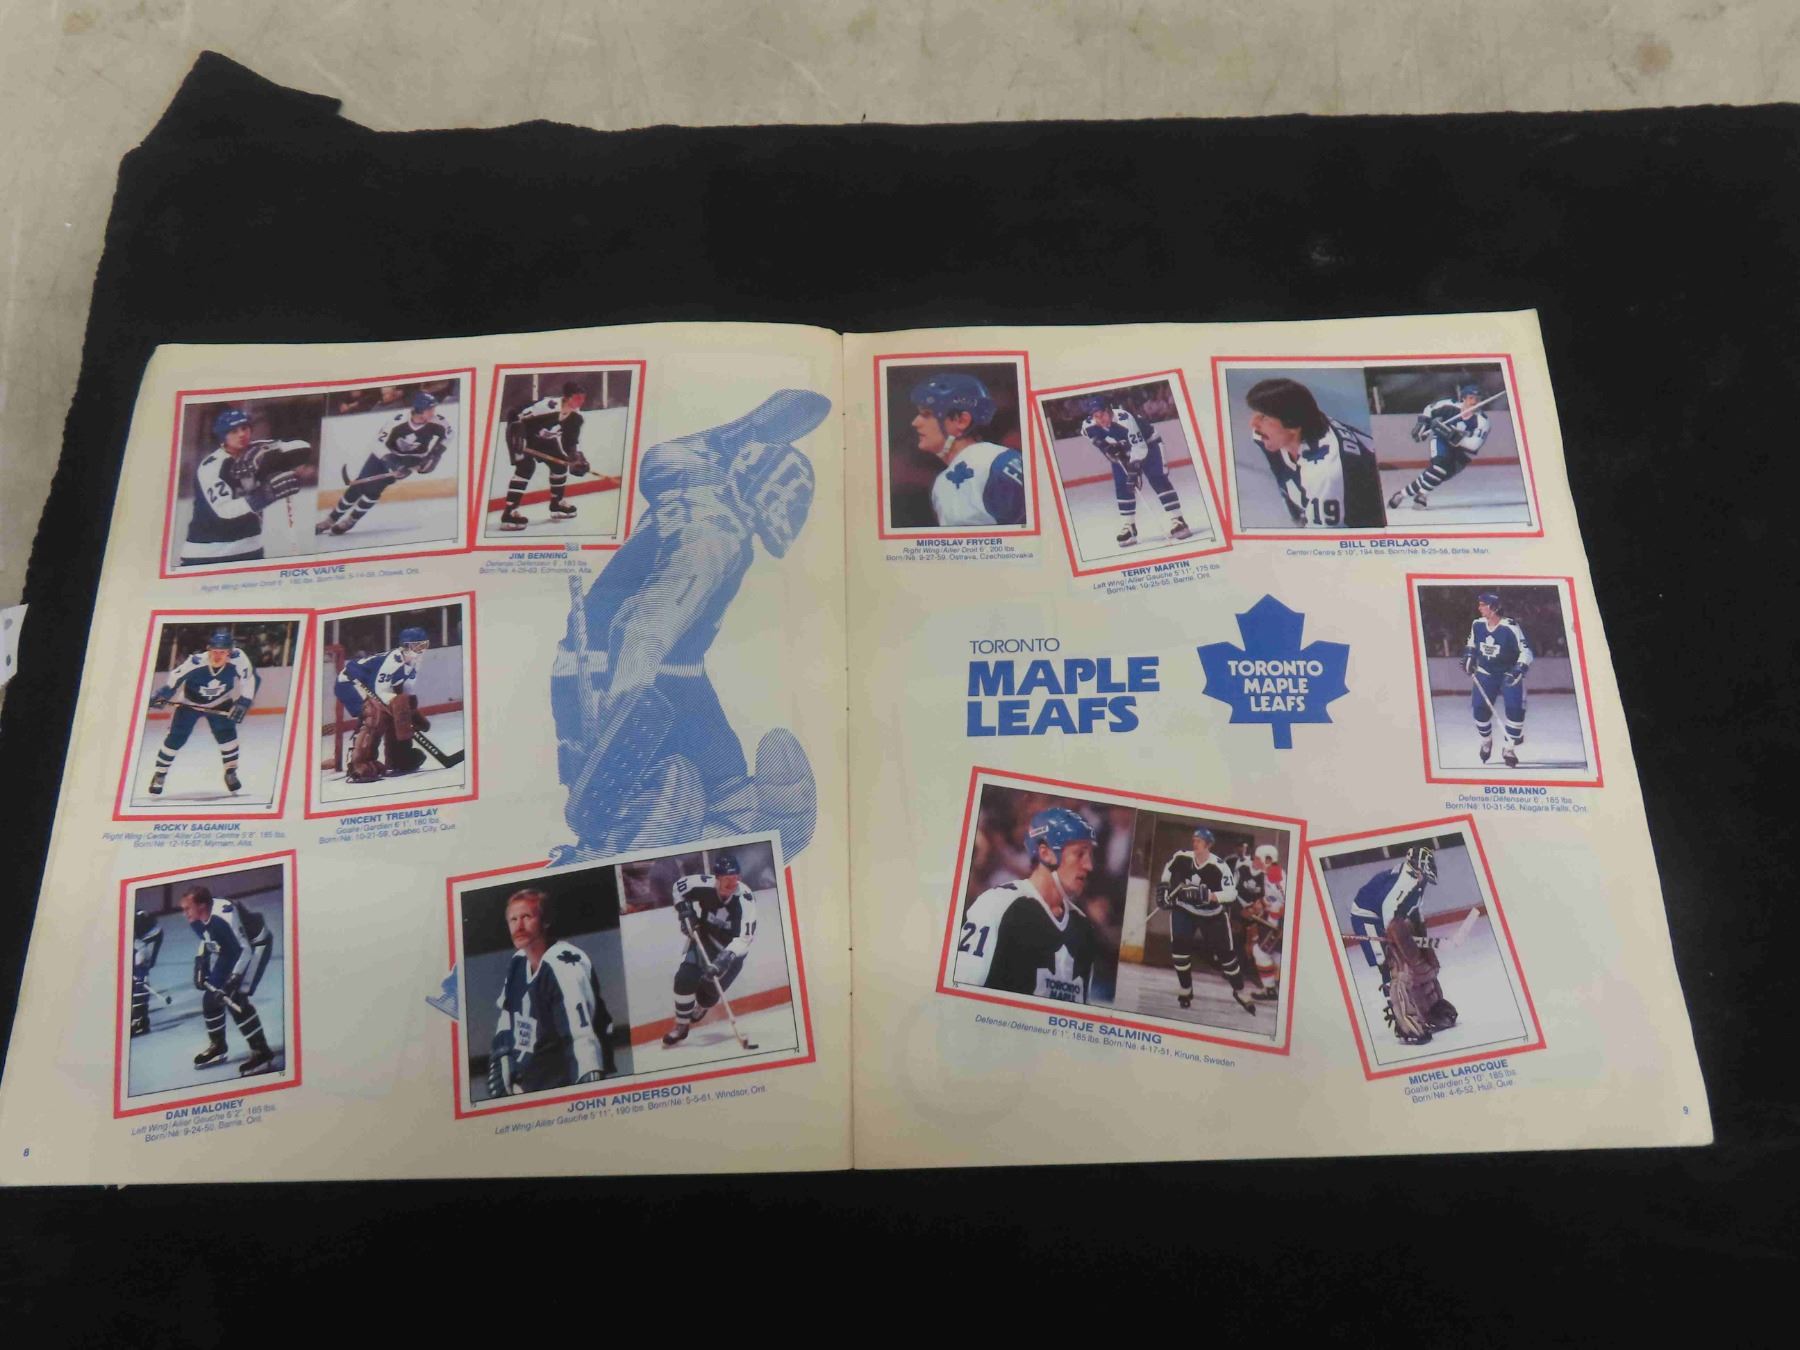 RICK VAIVE
Right Wing/Ailier Droit 6', 180 lbs. Born/Né: 5-14-59, Ottawa, Ont.
JIM BENNING
Defense/Défenseur 6', 183 lbs
Born/Né: 4-29-63, Edmonton, Alta.
ROCKY SAGANIUK
Right Wing/Center/Ailier Droit. Centre 5'8", 185 lbs.
Born/Né: 12-15-57, Myrnam, Alta.
VINCENT TREMBLAY
Goalie/Gardien 6'1", 180 lbs.
Born/Né: 10-21-59, Quebec City, Que.
DAN MALONEY
Left Wing/Ailier Gauche 6'2", 185 lbs.
Born/Né: 9-24-50, Barrie, Ont.
JOHN ANDERSON
Left Wing/Ailier Gauche 5'11", 190 lbs. Born/Né: 5-5-61, Windsor, Ont.
8
MIROSLAV FRYCER
Right Wing/Ailier Droit 6', 200 lbs
Born/Né: 9-27-59, Ostrava, Czechoslovakia
TERRY MARTIN
Left Wing/Ailier Gauche 5'11", 175 lbs
Born/Né: 10-25-55, Barrie, Ont.
BILL DERLAGO
Center/Centre 5'10", 194 lbs. Born/Né: 8-25-58, Birtle, Man.
TORONTO
MAPLE
LEAFS
TORONTO
MAPLE
LEAFS
BOB MANNO
Defense/Défenseur 6', 185 lbs.
Born/Né: 10-31-56, Niagara Falls, Ont.
BORJE SALMING
Defense/Défenseur 6'1", 185 lbs. Born/Né: 4-17-51, Kiruna, Sweden
MICHEL LAROCQUE
Goalie/Gardien 5'10", 185 lbs.
Born/Né: 4-6-52, Hull, Que.
9
22
19
21
21
10
25